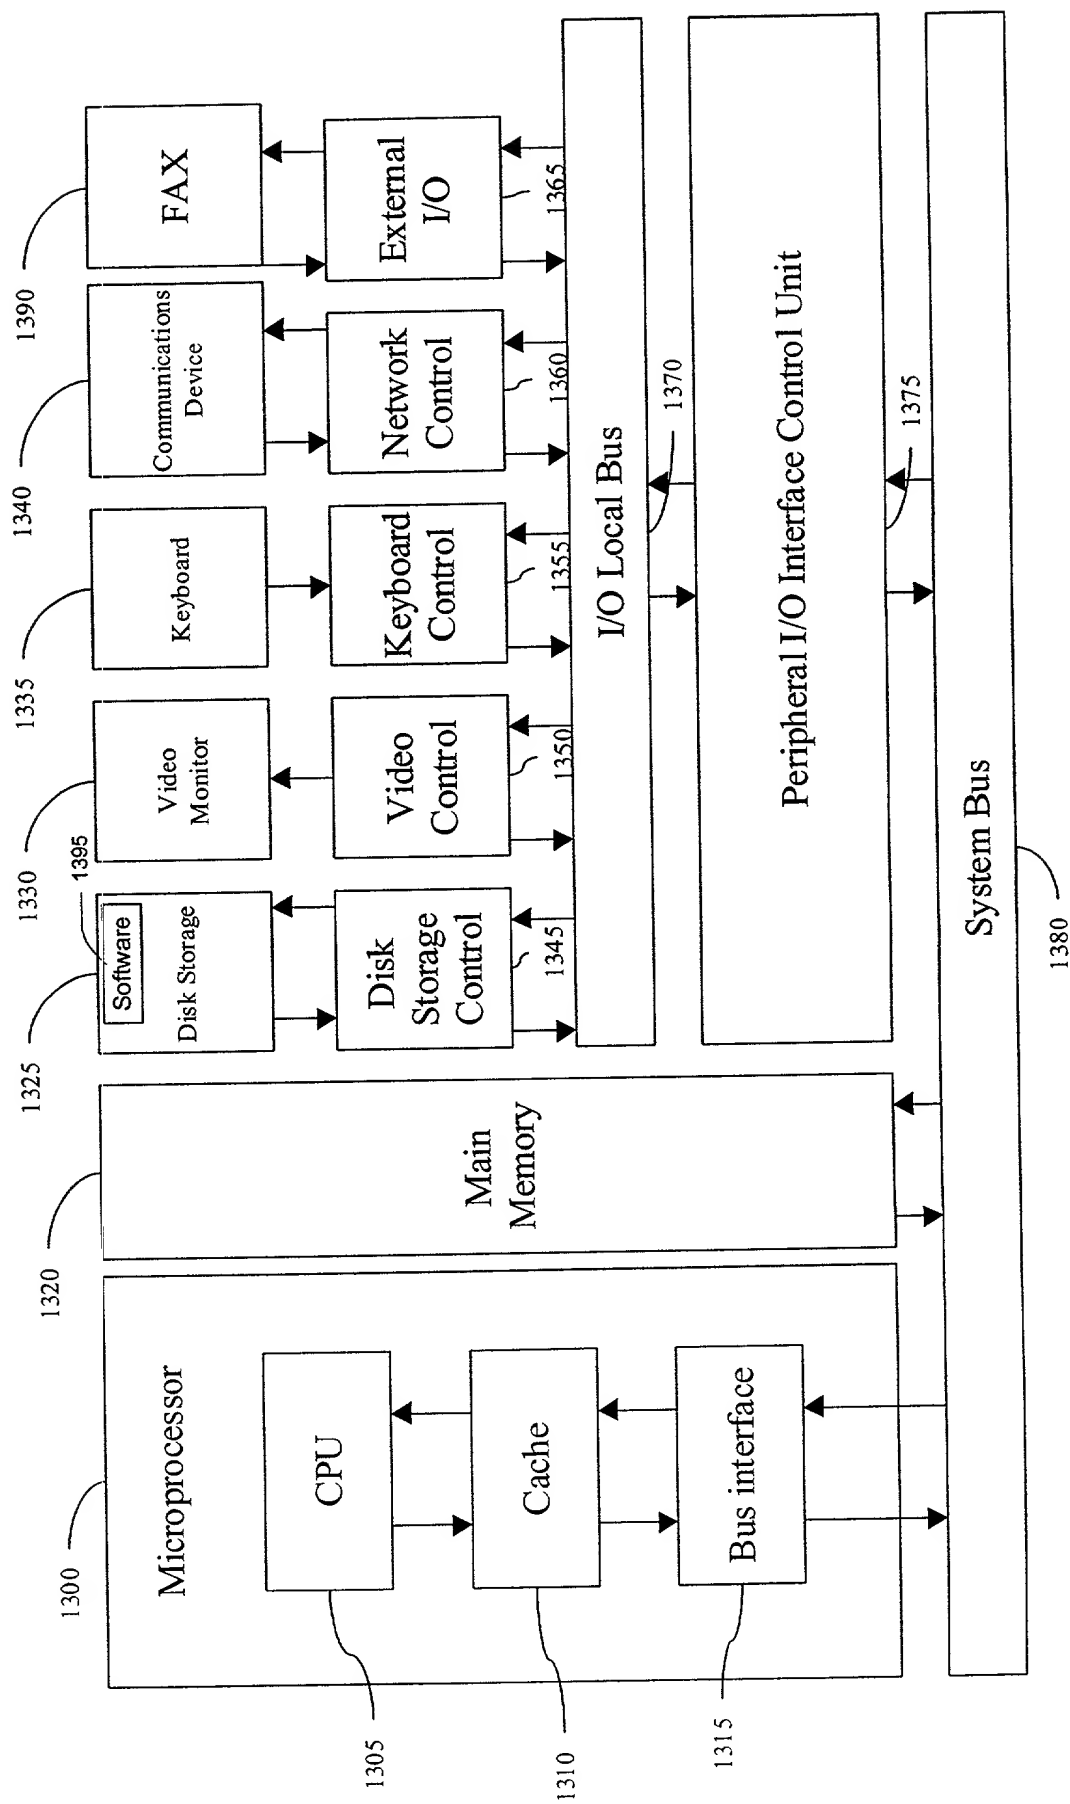 1300
Microprocessor
CPU
1305
Cache
1310
Bus interface
1315
1320
Main
Memory
1325
1395
Software
Disk Storage
Disk
Storage
Control
1345
1330
Video
Monitor
Video
Control
1350
1335
Keyboard
Keyboard
Control
1355
1340
Communications
Device
Network
Control
1360
1390
FAX
External
I/O
1365
I/O Local Bus
1370
Peripheral I/O Interface Control Unit
1375
System Bus
1380